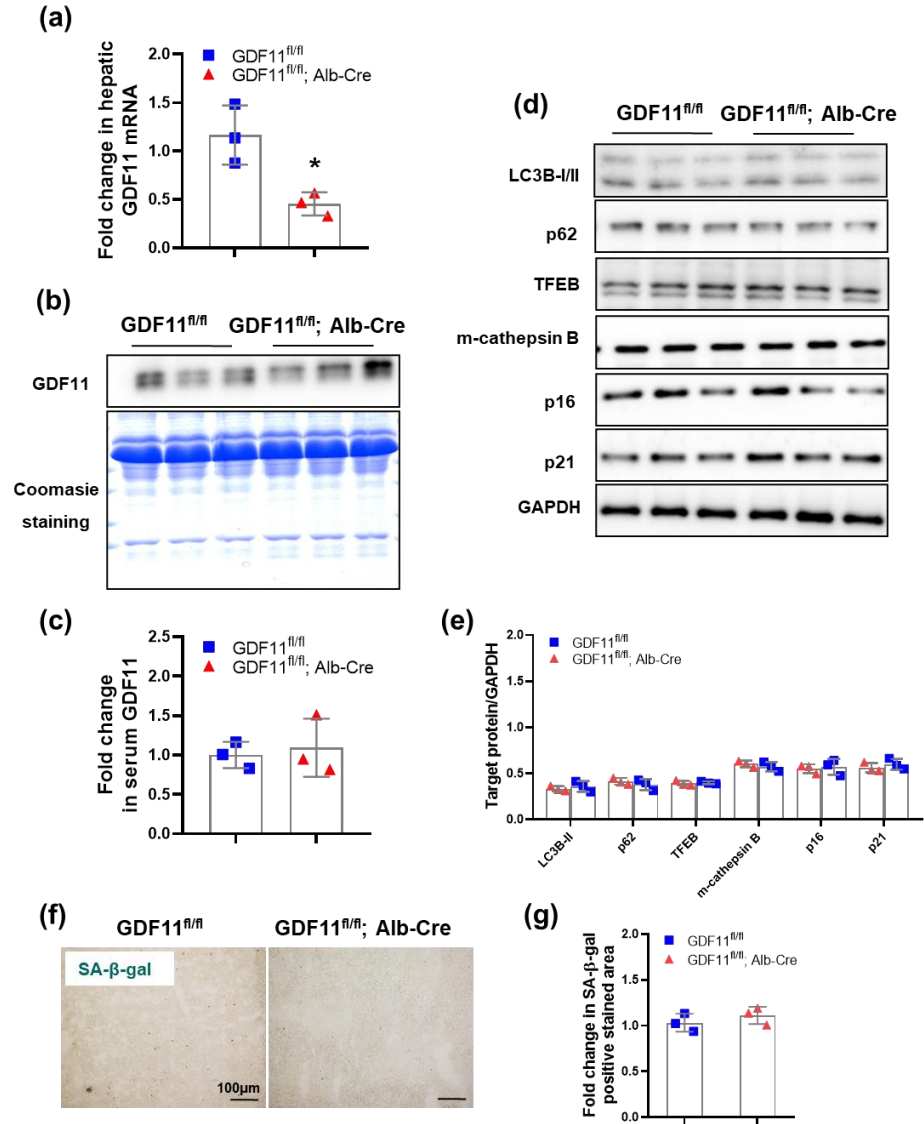 (a)
GDF11fl/fl
GDF11fl/fl; Alb-Cre
Fold change in hepatic
GDF11 mRNA
2.0
1.5
1.0
0.5
0.0
*
(b)
GDF11fl/fl GDF11fl/fl; Alb-Cre
GDF11
Coomasie
staining
(c)
GDF11fl/fl
GDF11fl/fl; Alb-Cre
Fold change
in serum GDF11
2.5
2.0
1.5
1.0
0.5
0.0
(d)
GDF11fl/fl GDF11fl/fl; Alb-Cre
LC3B-I/II
p62
TFEB
m-cathepsin B
p16
p21
GAPDH
(e)
GDF11fl/fl
GDF11fl/fl; Alb-Cre
Target protein/GAPDH
2.0
1.5
1.0
0.5
0.0
LC3B-II
p62
TFEB
m-cathepsin B
p16
p21
(f)
GDF11fl/fl GDF11fl/fl; Alb-Cre
SA-β-gal
100μm
(g)
GDF11fl/fl
GDF11fl/fl; Alb-Cre
Fold change in SA-β-gal
positive stained area
2.0
1.5
1.0
0.5
0.0